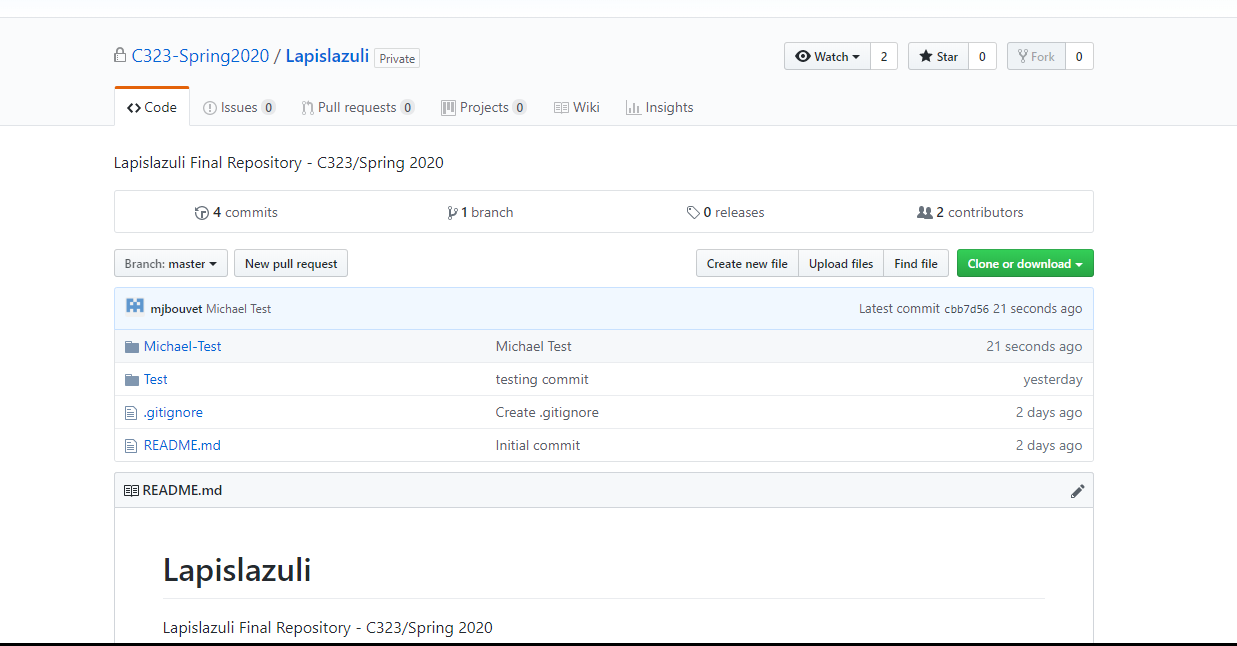 C323-Spring2020 / Lapislazuli Private Watch 2 Star 0 Fork 0
Code Issues 0 Pull requests 0 Projects 0 Wiki Insights
Lapislazuli Final Repository - C323/Spring 2020
4 commits 1 branch 0 releases 2 contributors
Branch: master New pull request Create new file Upload files Find file Clone or download
mjbouvet Michael Test Latest commit cbb7d56 21 seconds ago
Michael-Test Michael Test 21 seconds ago
Test testing commit yesterday
.gitignore Create .gitignore 2 days ago
README.md Initial commit 2 days ago
README.md
Lapislazuli
Lapislazuli Final Repository - C323/Spring 2020